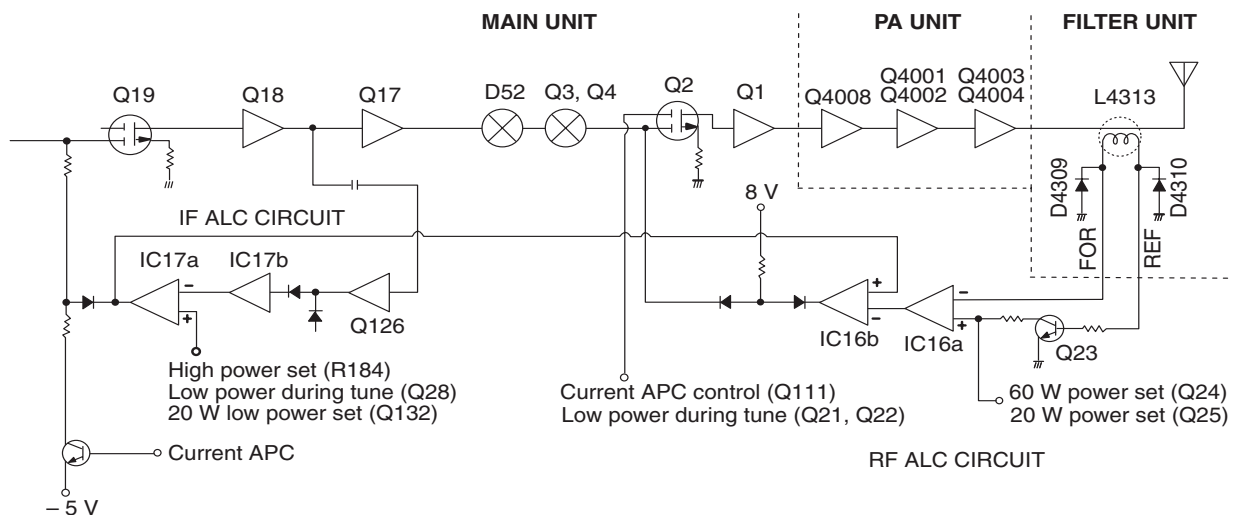 MAIN UNIT
PA UNIT
FILTER UNIT
Q19
Q18
Q17
D52
Q3, Q4
Q2
Q1
Q4008
Q4001
Q4002
Q4003
Q4004
L4313
D4309
D4310
FOR
REF
8 V
IF ALC CIRCUIT
IC17a
IC17b
Q126
–
+
+
–
IC16b
–
+
IC16a
Q23
High power set (R184)
Low power during tune (Q28)
20 W low power set (Q132)
Current APC control (Q111)
Low power during tune (Q21, Q22)
60 W power set (Q24)
20 W power set (Q25)
Current APC
RF ALC CIRCUIT
– 5 V